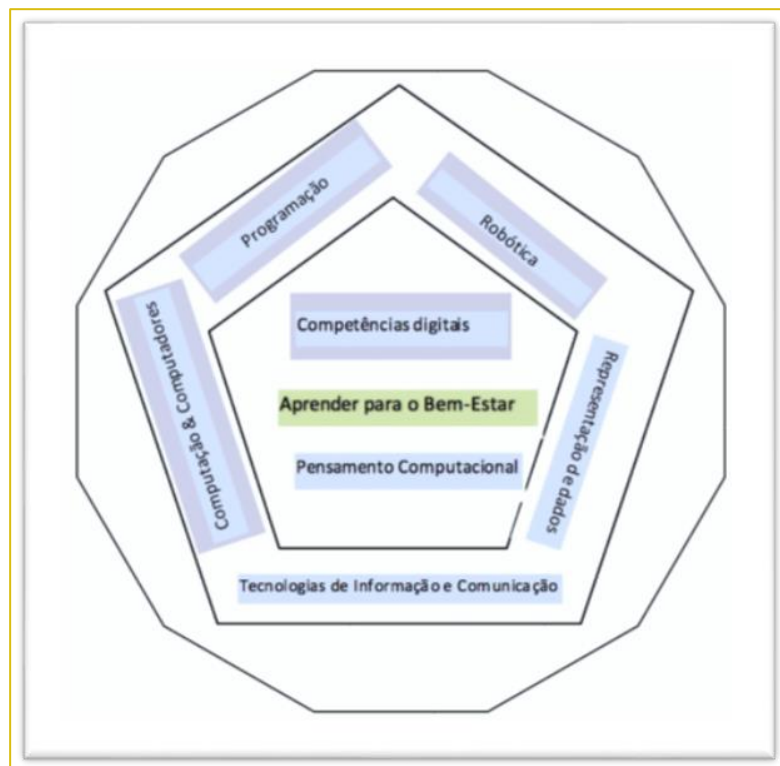 Programação
Robótica
Computação & Computadores
Competências digitais
Aprender para o Bem-Estar
Pensamento Computacional
Representação de dados
Tecnologias de Informação e Comunicação